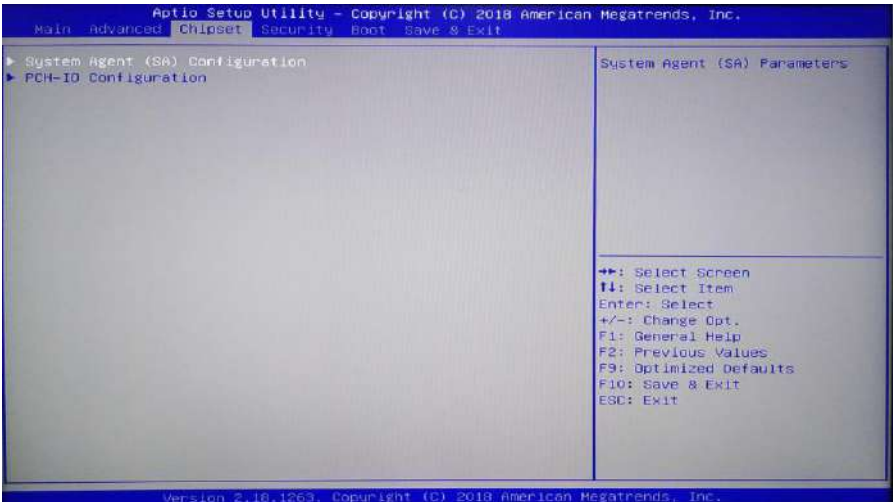 Aptio Setup Utility – Copyright (C) 2018 American Megatrends, Inc.
Main Advanced Chipset Security Boot Save & Exit
► System Agent (SA) Configuration
► PCH-IO Configuration
System Agent (SA) Parameters
→←: Select Screen
↑↓: Select Item
Enter: Select
+/-: Change Opt.
F1: General Help
F2: Previous Values
F9: Optimized Defaults
F10: Save & Exit
ESC: Exit
Version 2.18.1263. Copyright (C) 2018 American Megatrends, Inc.